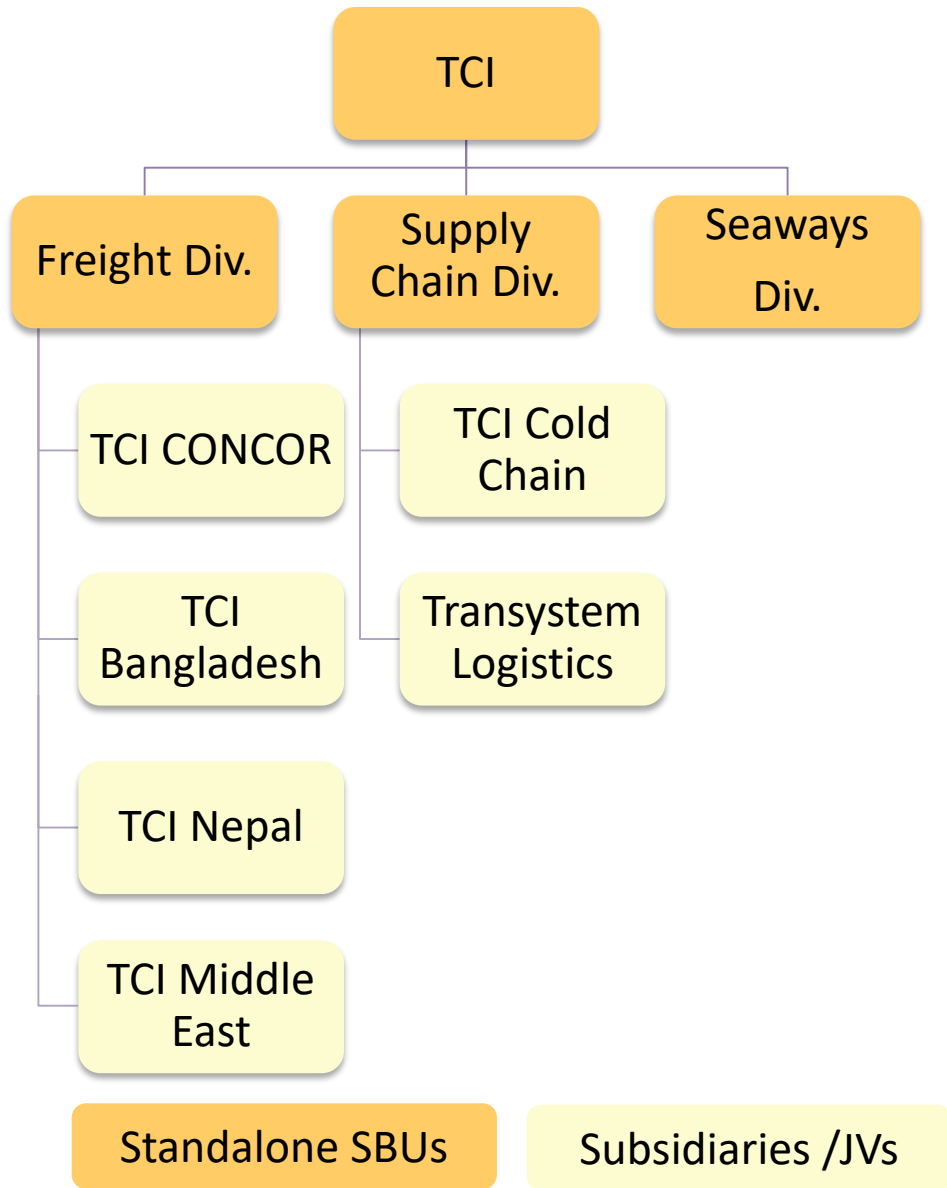 TCI
Freight Div.
Supply
Chain Div.
Seaways
Div.
TCI CONCOR
TCI
Bangladesh
TCI Nepal
TCI Middle
East
TCI Cold
Chain
Transystem
Logistics
Standalone SBUs
Subsidiaries /JVs